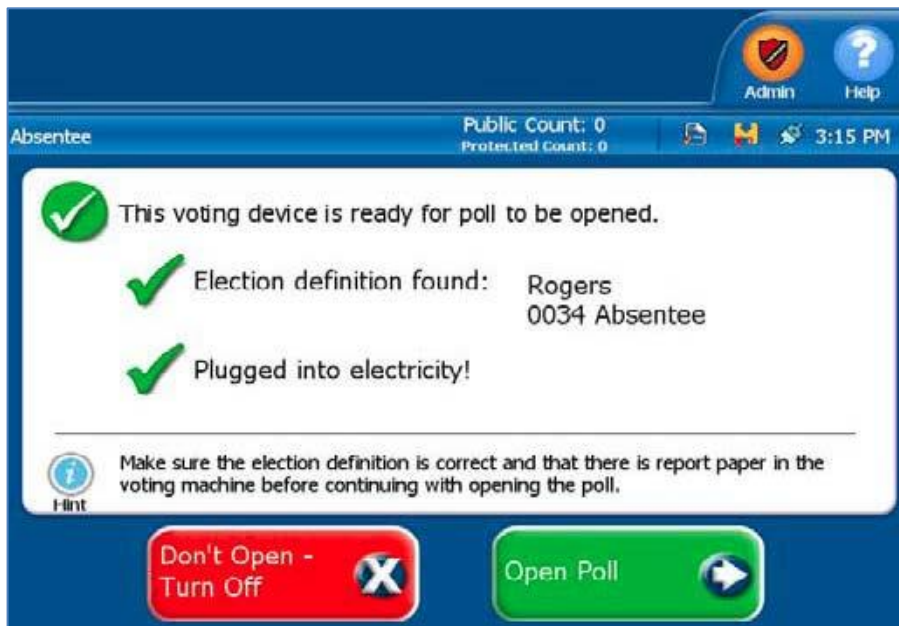 Admin
Help
Absentee
Public Count: 0
Protected Count: 0
3:15 PM
This voting device is ready for poll to be opened.
Election definition found:
Rogers
0034 Absentee
Plugged into electricity!
Hint
Make sure the election definition is correct and that there is report paper in the
voting machine before continuing with opening the poll.
Don't Open -
Turn Off
Open Poll